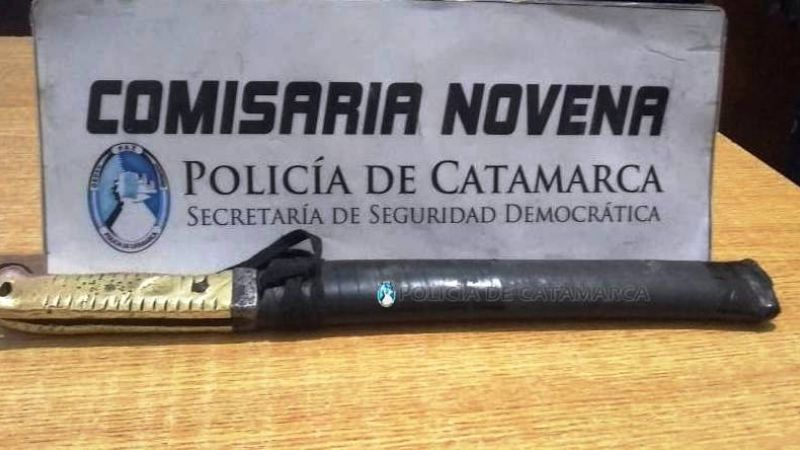 COMISARIA NOVENA
POLICÍA DE CATAMARCA
SECRETARÍA DE SEGURIDAD DEMOCRÁTICA
POLICÍA DE CATAMARCA